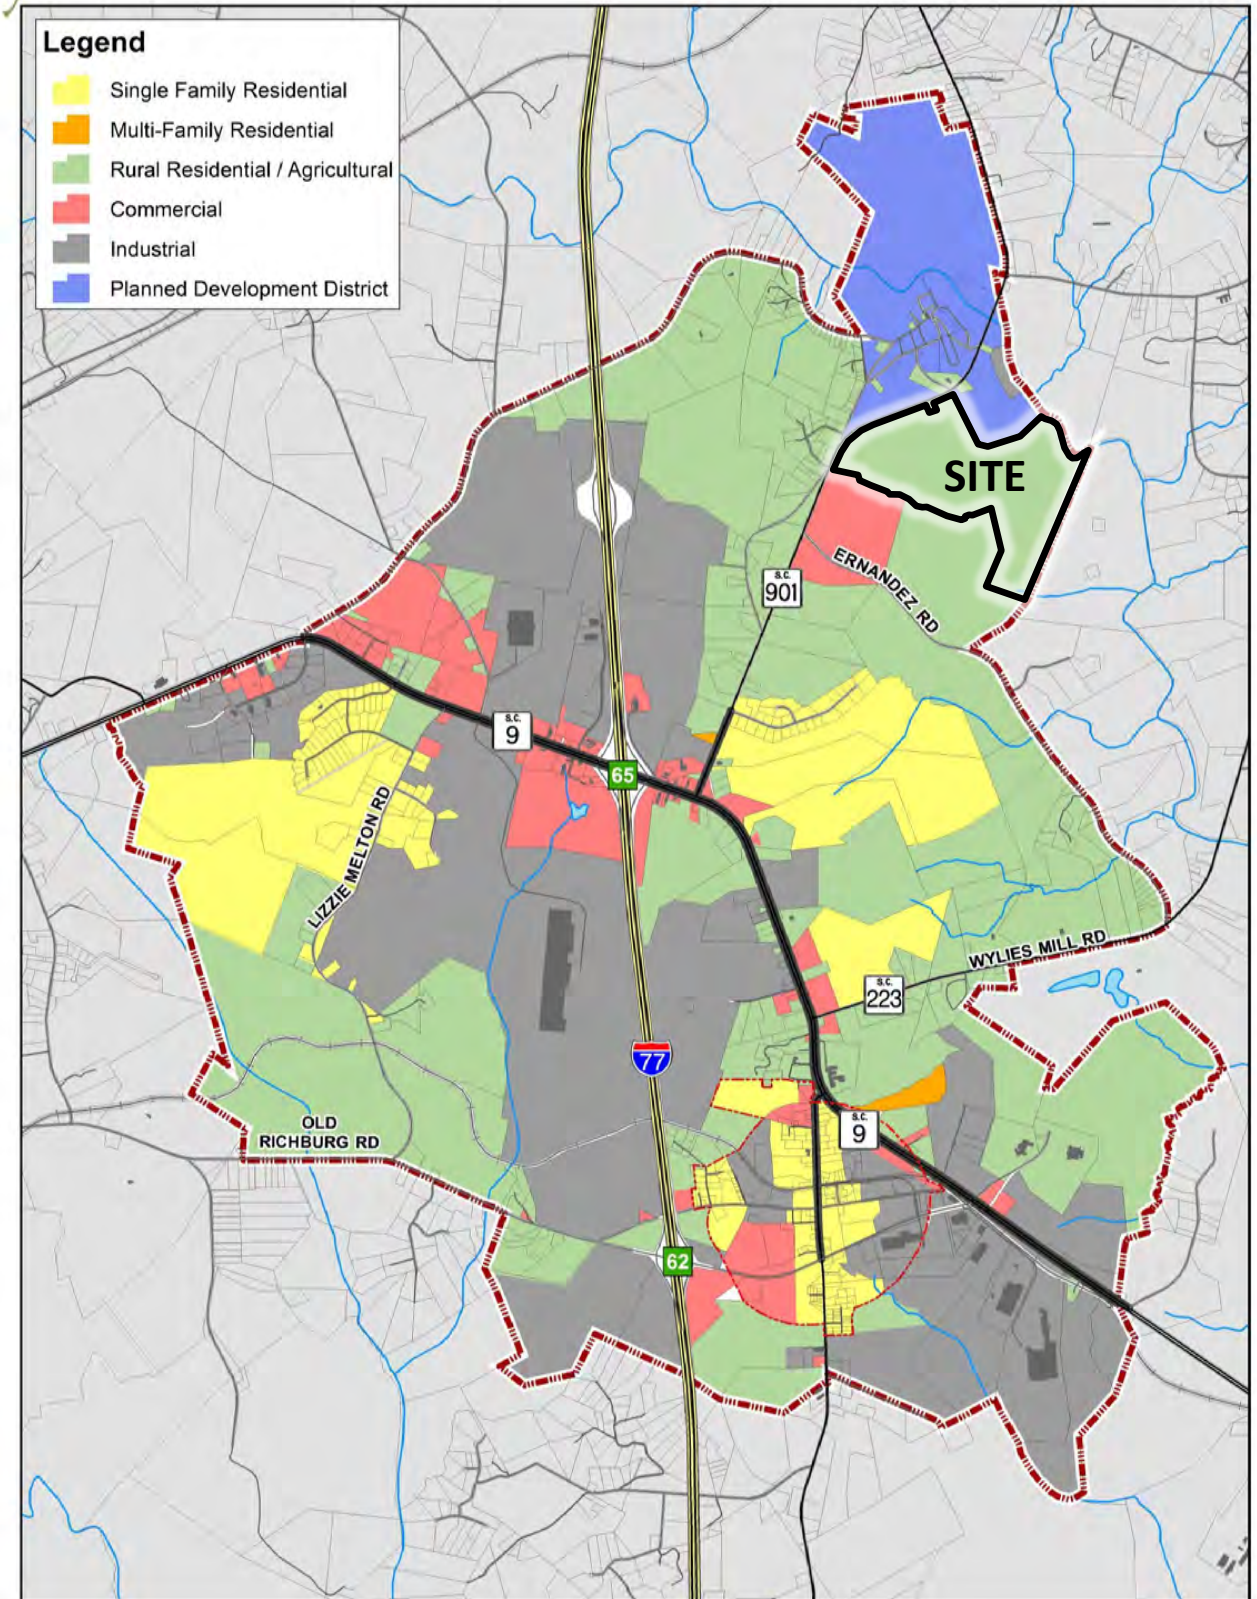 Legend
Single Family Residential
Multi-Family Residential
Rural Residential / Agricultural
Commercial
Industrial
Planned Development District
SITE
ERNANDEZ RD
S.C.
901
S.C.
9
65
LIZZIE MELTON RD
WYLIES MILL RD
S.C.
223
77
OLD
RICHBURG RD
S.C.
9
62